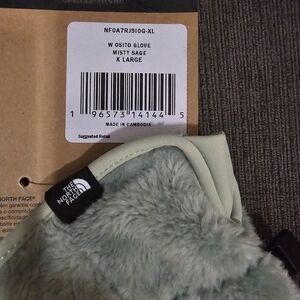 NF0A7RJ9I0G-XL
W OSITO GLOVE
MISTY SAGE
X LARGE
1 96573 14144 5
MADE IN CAMBODIA
Suggested Retail
THE
NORTH
FACE
NORTH FACE®